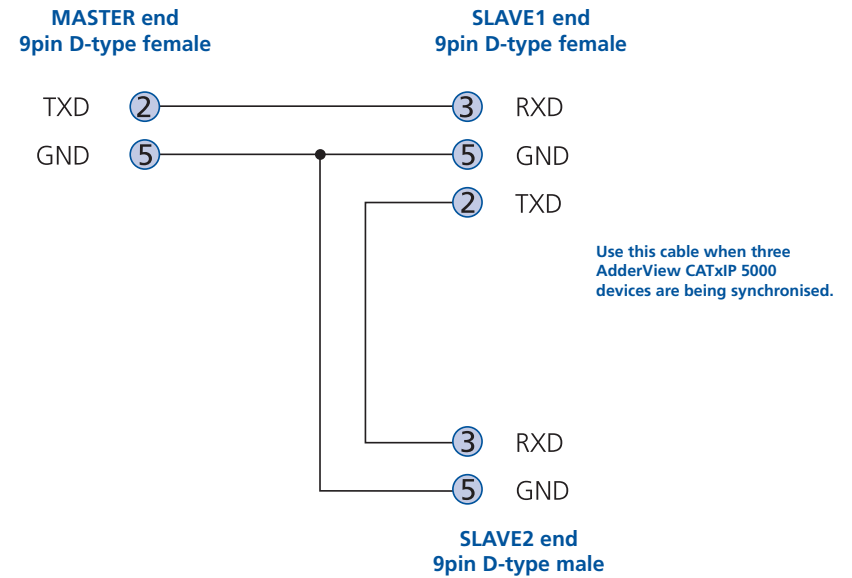 MASTER end
9pin D-type female
SLAVE1 end
9pin D-type female
TXD 2 3 RXD
GND 5 5 GND
2 TXD
Use this cable when three
AdderView CATxIP 5000
devices are being synchronised.
3 RXD
5 GND
SLAVE2 end
9pin D-type male